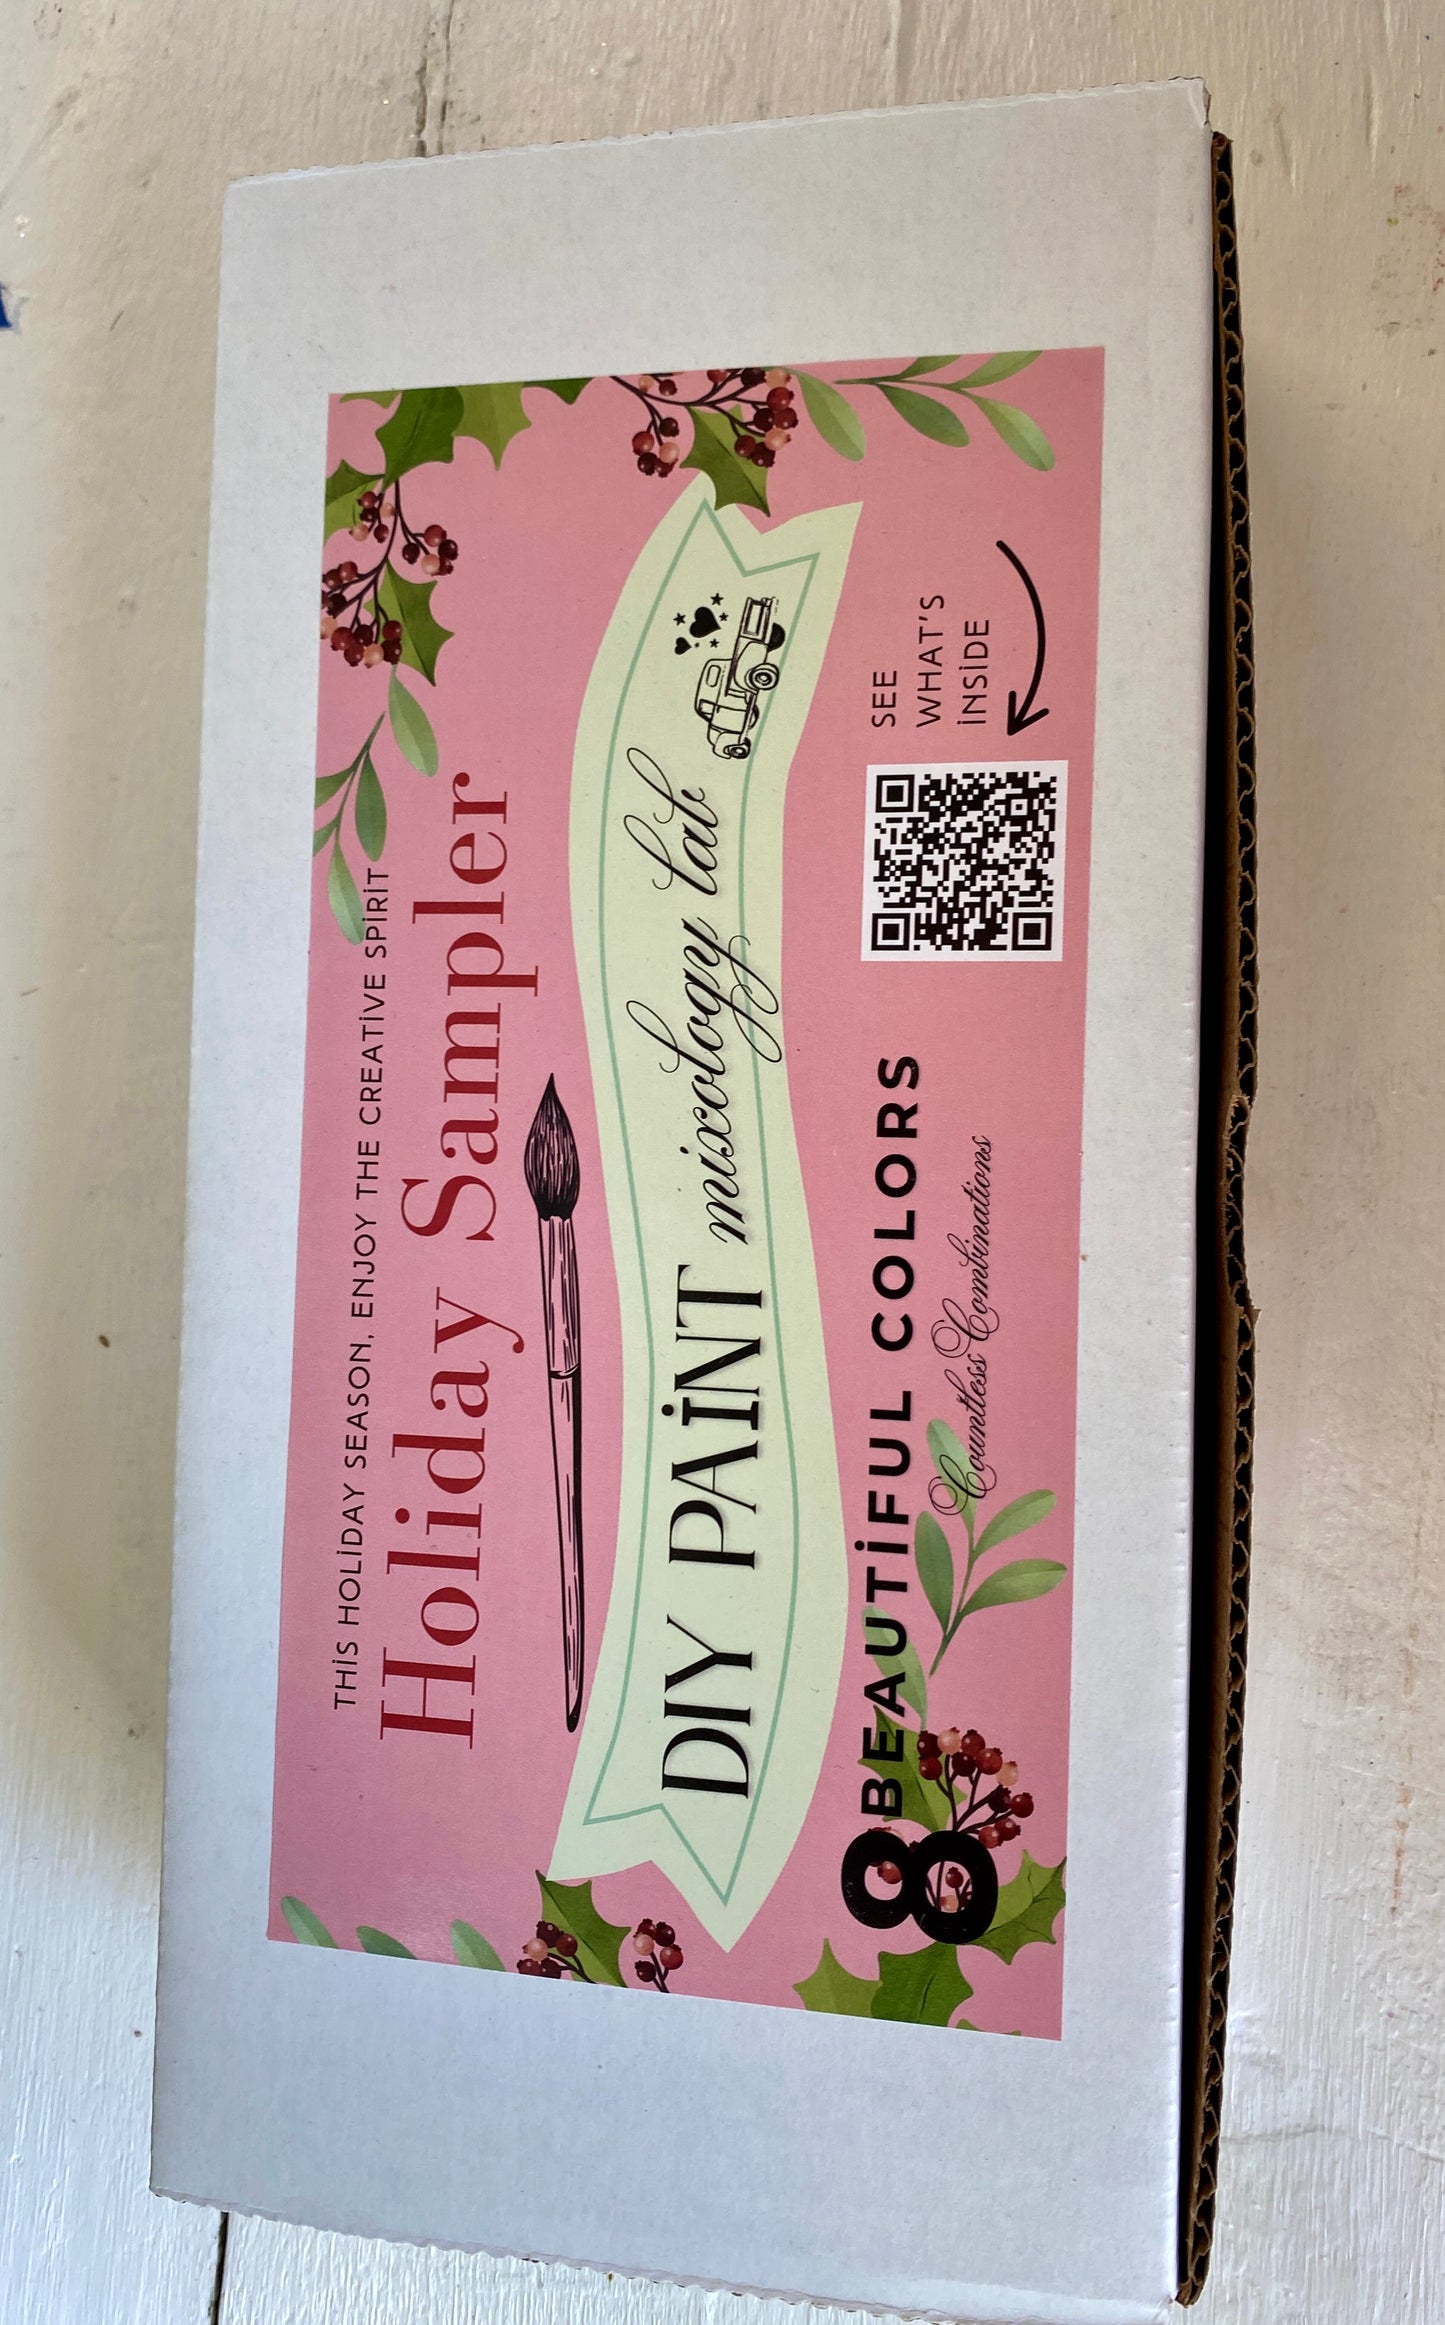 THIS HOLIDAY SEASON, ENJOY THE CREATIVE SPIRIT
Holiday Sampler
DIY PAINT mixology lab
8 BEAUTIFUL COLORS
Countless Combinations
SEE
WHAT'S
INSIDE